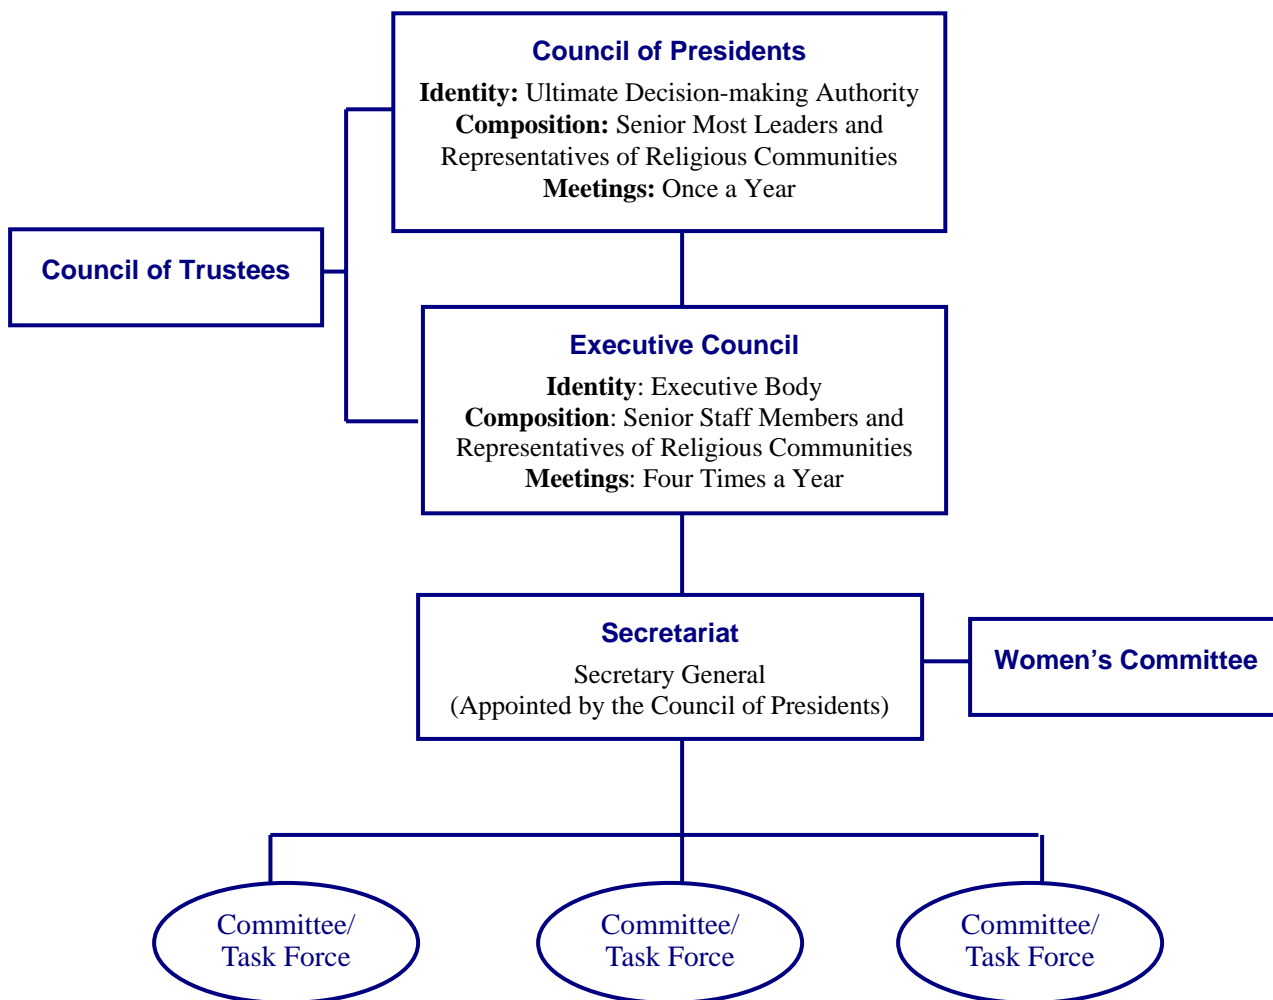 Council of Presidents
Identity: Ultimate Decision-making Authority
Composition: Senior Most Leaders and
Representatives of Religious Communities
Meetings: Once a Year
Council of Trustees
Executive Council
Identity: Executive Body
Composition: Senior Staff Members and
Representatives of Religious Communities
Meetings: Four Times a Year
Secretariat
Secretary General
(Appointed by the Council of Presidents)
Women’s Committee
Committee/
Task Force
Committee/
Task Force
Committee/
Task Force